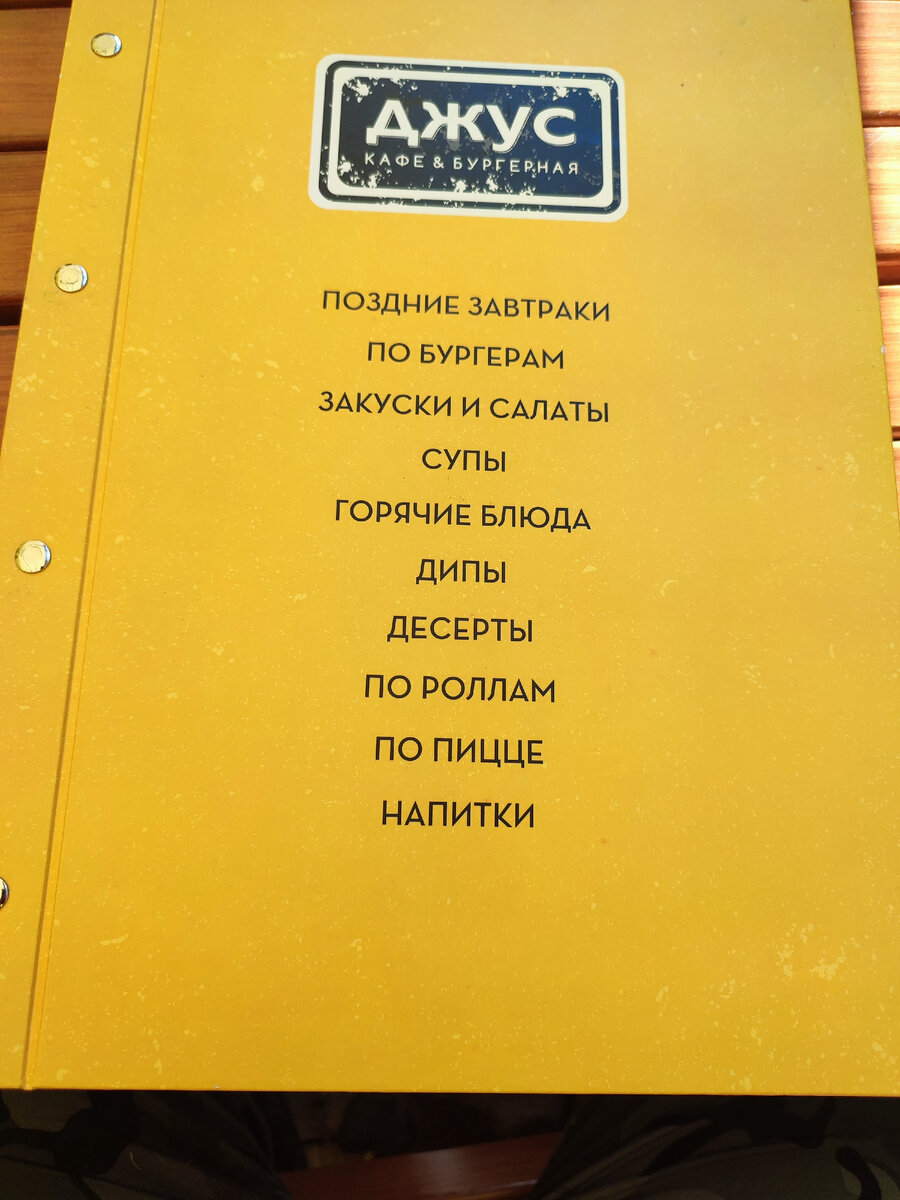 ДЖУС
КАФЕ & БУРГЕРНАЯ
ПОЗДНИЕ ЗАВТРАКИ
ПО БУРГЕРАМ
ЗАКУСКИ И САЛАТЫ
СУПЫ
ГОРЯЧИЕ БЛЮДА
ДИПЫ
ДЕСЕРТЫ
ПО РОЛЛАМ
ПО ПИЦЦЕ
НАПИТКИ